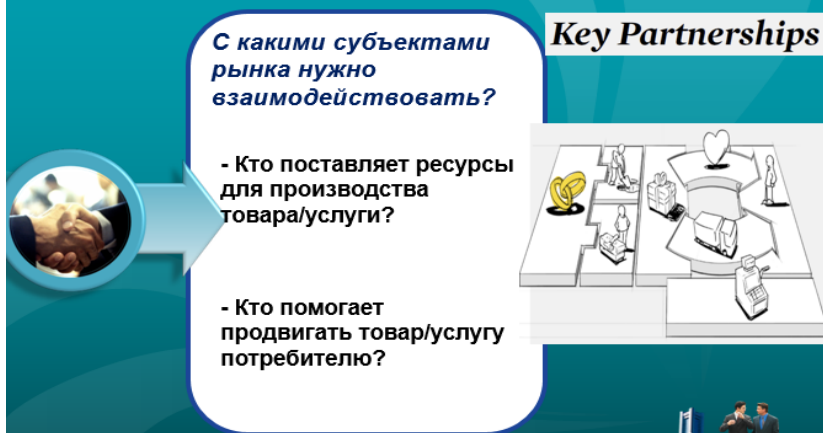 С какими субъектами
рынка нужно
взаимодействовать?
Key Partnerships
- Кто поставляет ресурсы
для производства
товара/услуги?
- Кто помогает
продвигать товар/услугу
потребителю?